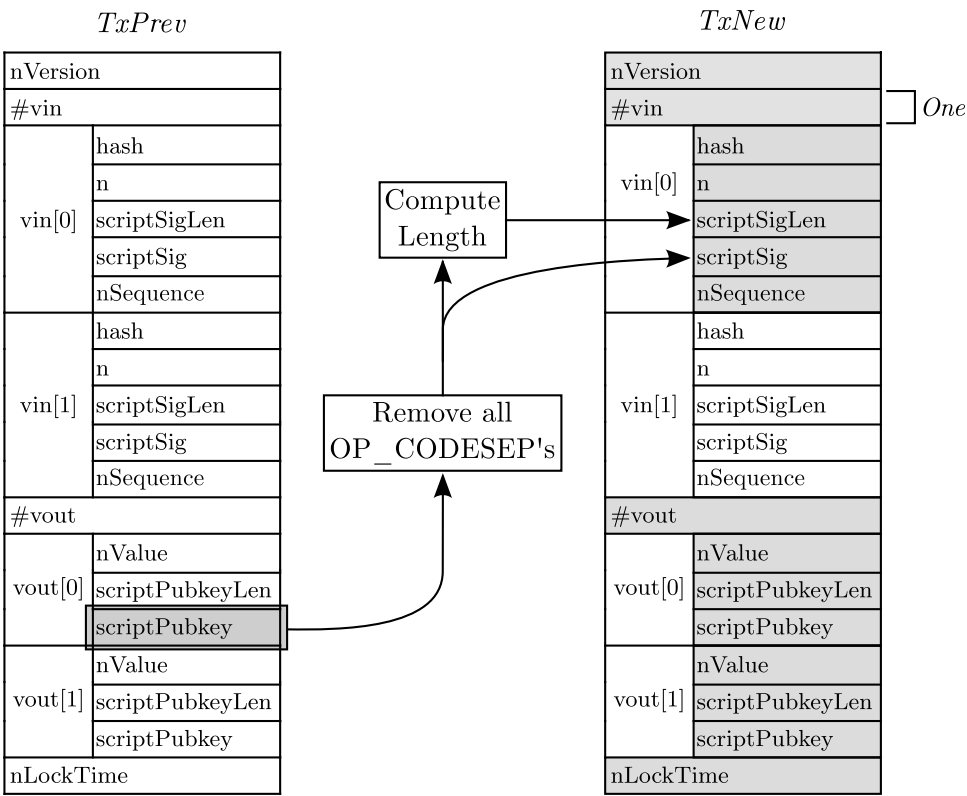 TxPrev
nVersion
#vin
vin[0]
hash
n
scriptSigLen
scriptSig
nSequence
vin[1]
hash
n
scriptSigLen
scriptSig
nSequence
#vout
vout[0]
nValue
scriptPubkeyLen
scriptPubkey
vout[1]
nValue
scriptPubkeyLen
scriptPubkey
nLockTime
Compute
Length
Remove all
OP_CODESEP's
TxNew
nVersion
#vin
One
vin[0]
hash
n
scriptSigLen
scriptSig
nSequence
vin[1]
hash
n
scriptSigLen
scriptSig
nSequence
#vout
vout[0]
nValue
scriptPubkeyLen
scriptPubkey
vout[1]
nValue
scriptPubkeyLen
scriptPubkey
nLockTime